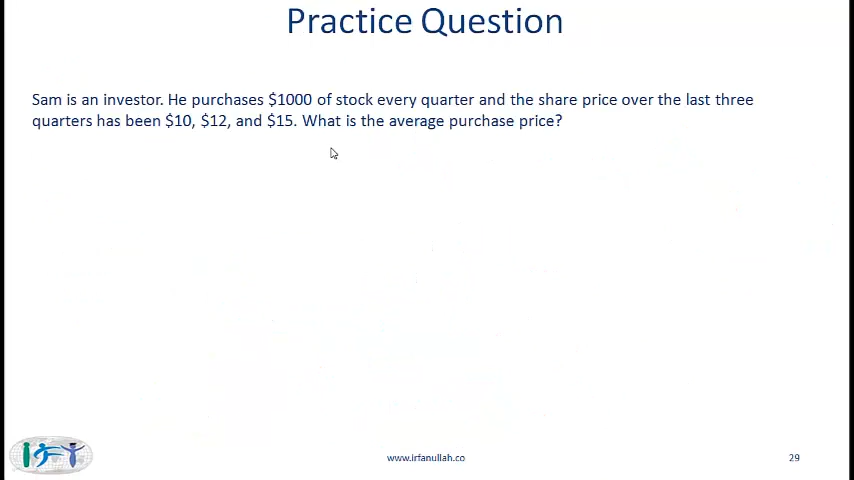 Practice Question
Sam is an investor. He purchases $1000 of stock every quarter and the share price over the last three
quarters has been $10, $12, and $15. What is the average purchase price?
www.irfanullah.co
29